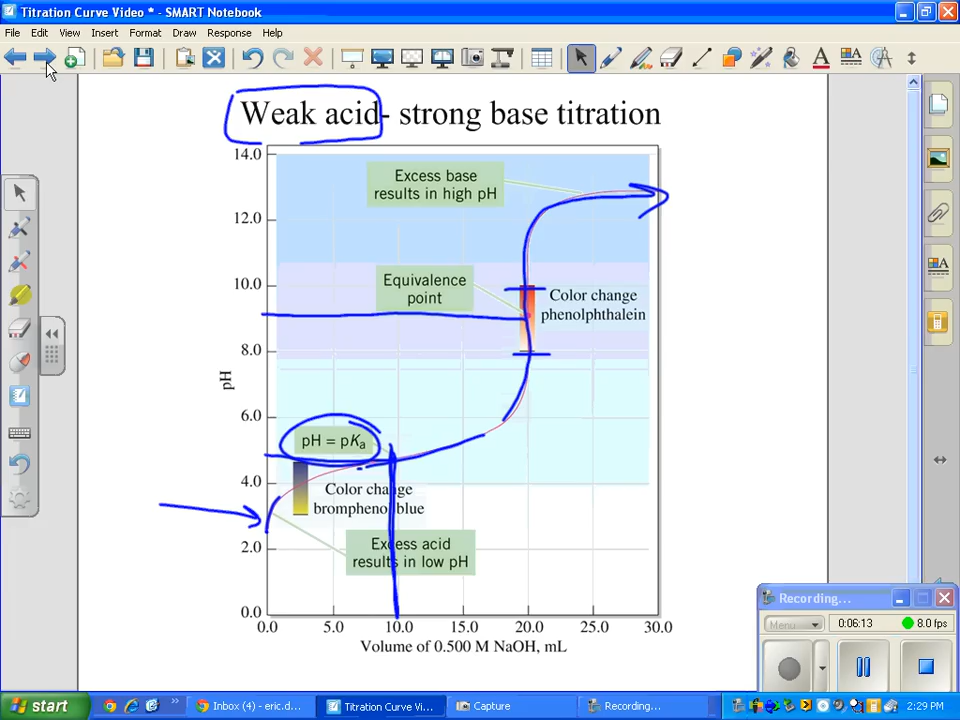 Titration Curve Video * - SMART Notebook
File Edit View Insert Format Draw Response Help
Weak acid- strong base titration
14.0
12.0
10.0
8.0
6.0
4.0
2.0
0.0
pH
Excess base
results in high pH
Equivalence
point
Color change
phenolphthalein
pH = pKa
Color change
bromphenol blue
Excess acid
results in low pH
0.0 5.0 10.0 15.0 20.0 25.0 30.0
Volume of 0.500 M NaOH, mL
Recording...
Menu 0:06:13 8.0 fps
start Inbox (4) - eric.d... Titration Curve Vi... Capture Recording... 2:29 PM